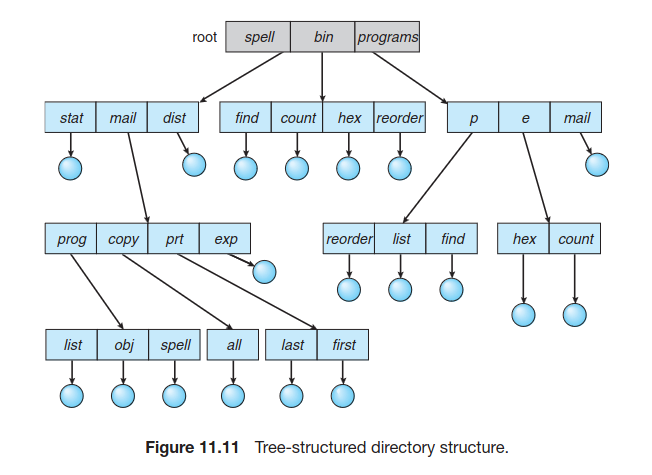 root spell bin programs
stat mail dist find count hex reorder p e mail
prog copy prt exp reorder list find hex count
list obj spell all last first
Figure 11.11 Tree-structured directory structure.